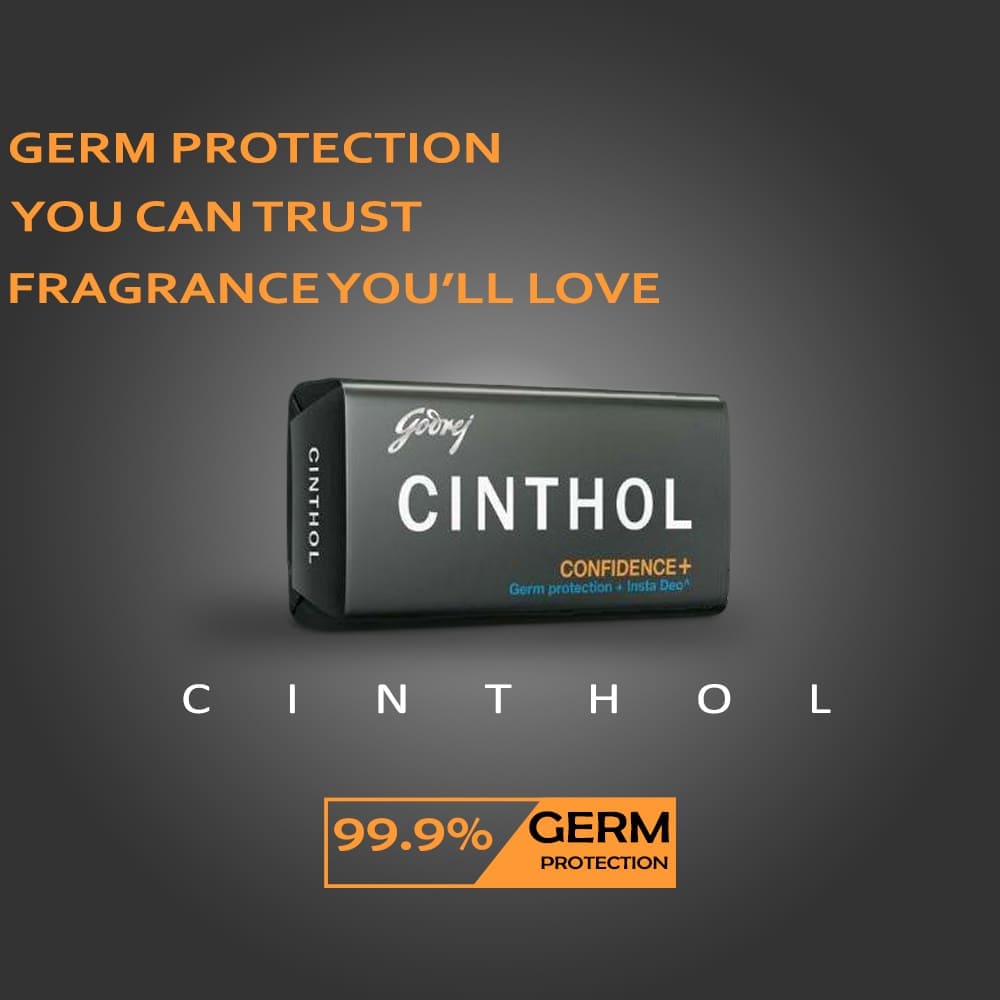 GERM PROTECTION
YOU CAN TRUST
FRAGRANCE YOU'LL LOVE
Godrej
CINTHOL
CINTHOL
CONFIDENCE+
Germ protection + Insta Deo^
CINTHOL
99.9% GERM
PROTECTION